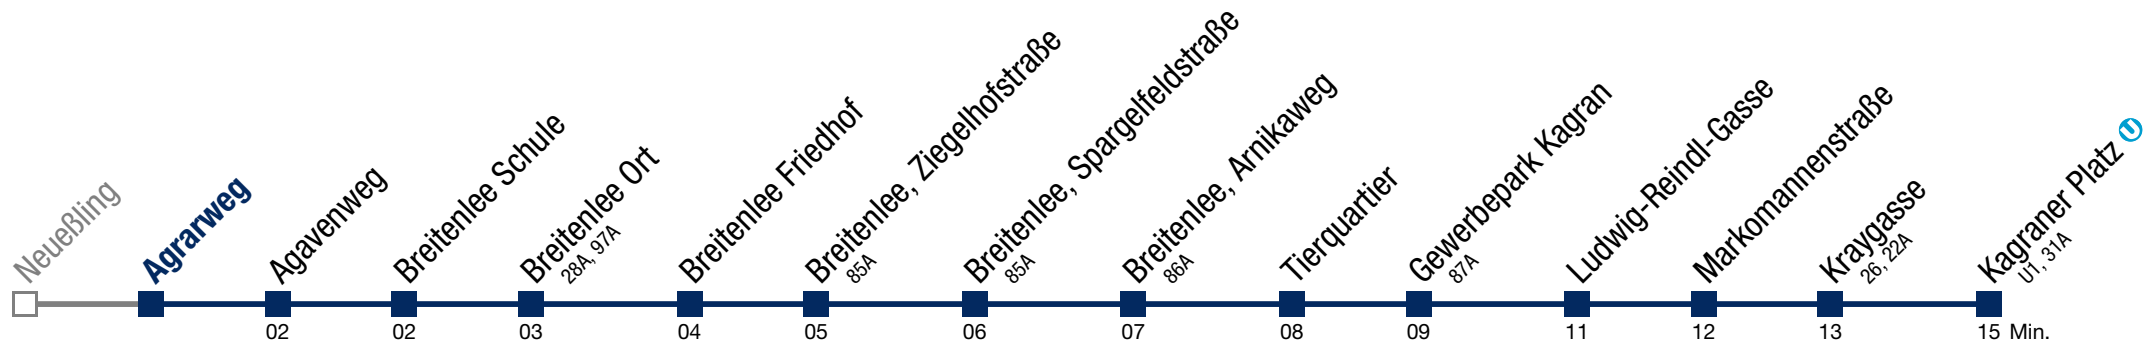 Neueßling
Agrarweg
Agavenweg
Breitenlee Schule
Breitenlee Ort
28A, 97A
Breitenlee Friedhof
Breitenlee, Ziegelhofstraße
85A
Breitenlee, Spargelfeldstraße
85A
Breitenlee, Arnikaweg
86A
Tierquartier
Gewerbepark Kagran
87A
Ludwig-Reindl-Gasse
Markomannenstraße
Kraygasse
26, 22A
Kagraner Platz U
U1, 31A
02 02 03 04 05 06 07 08 09 11 12 13 15 Min.